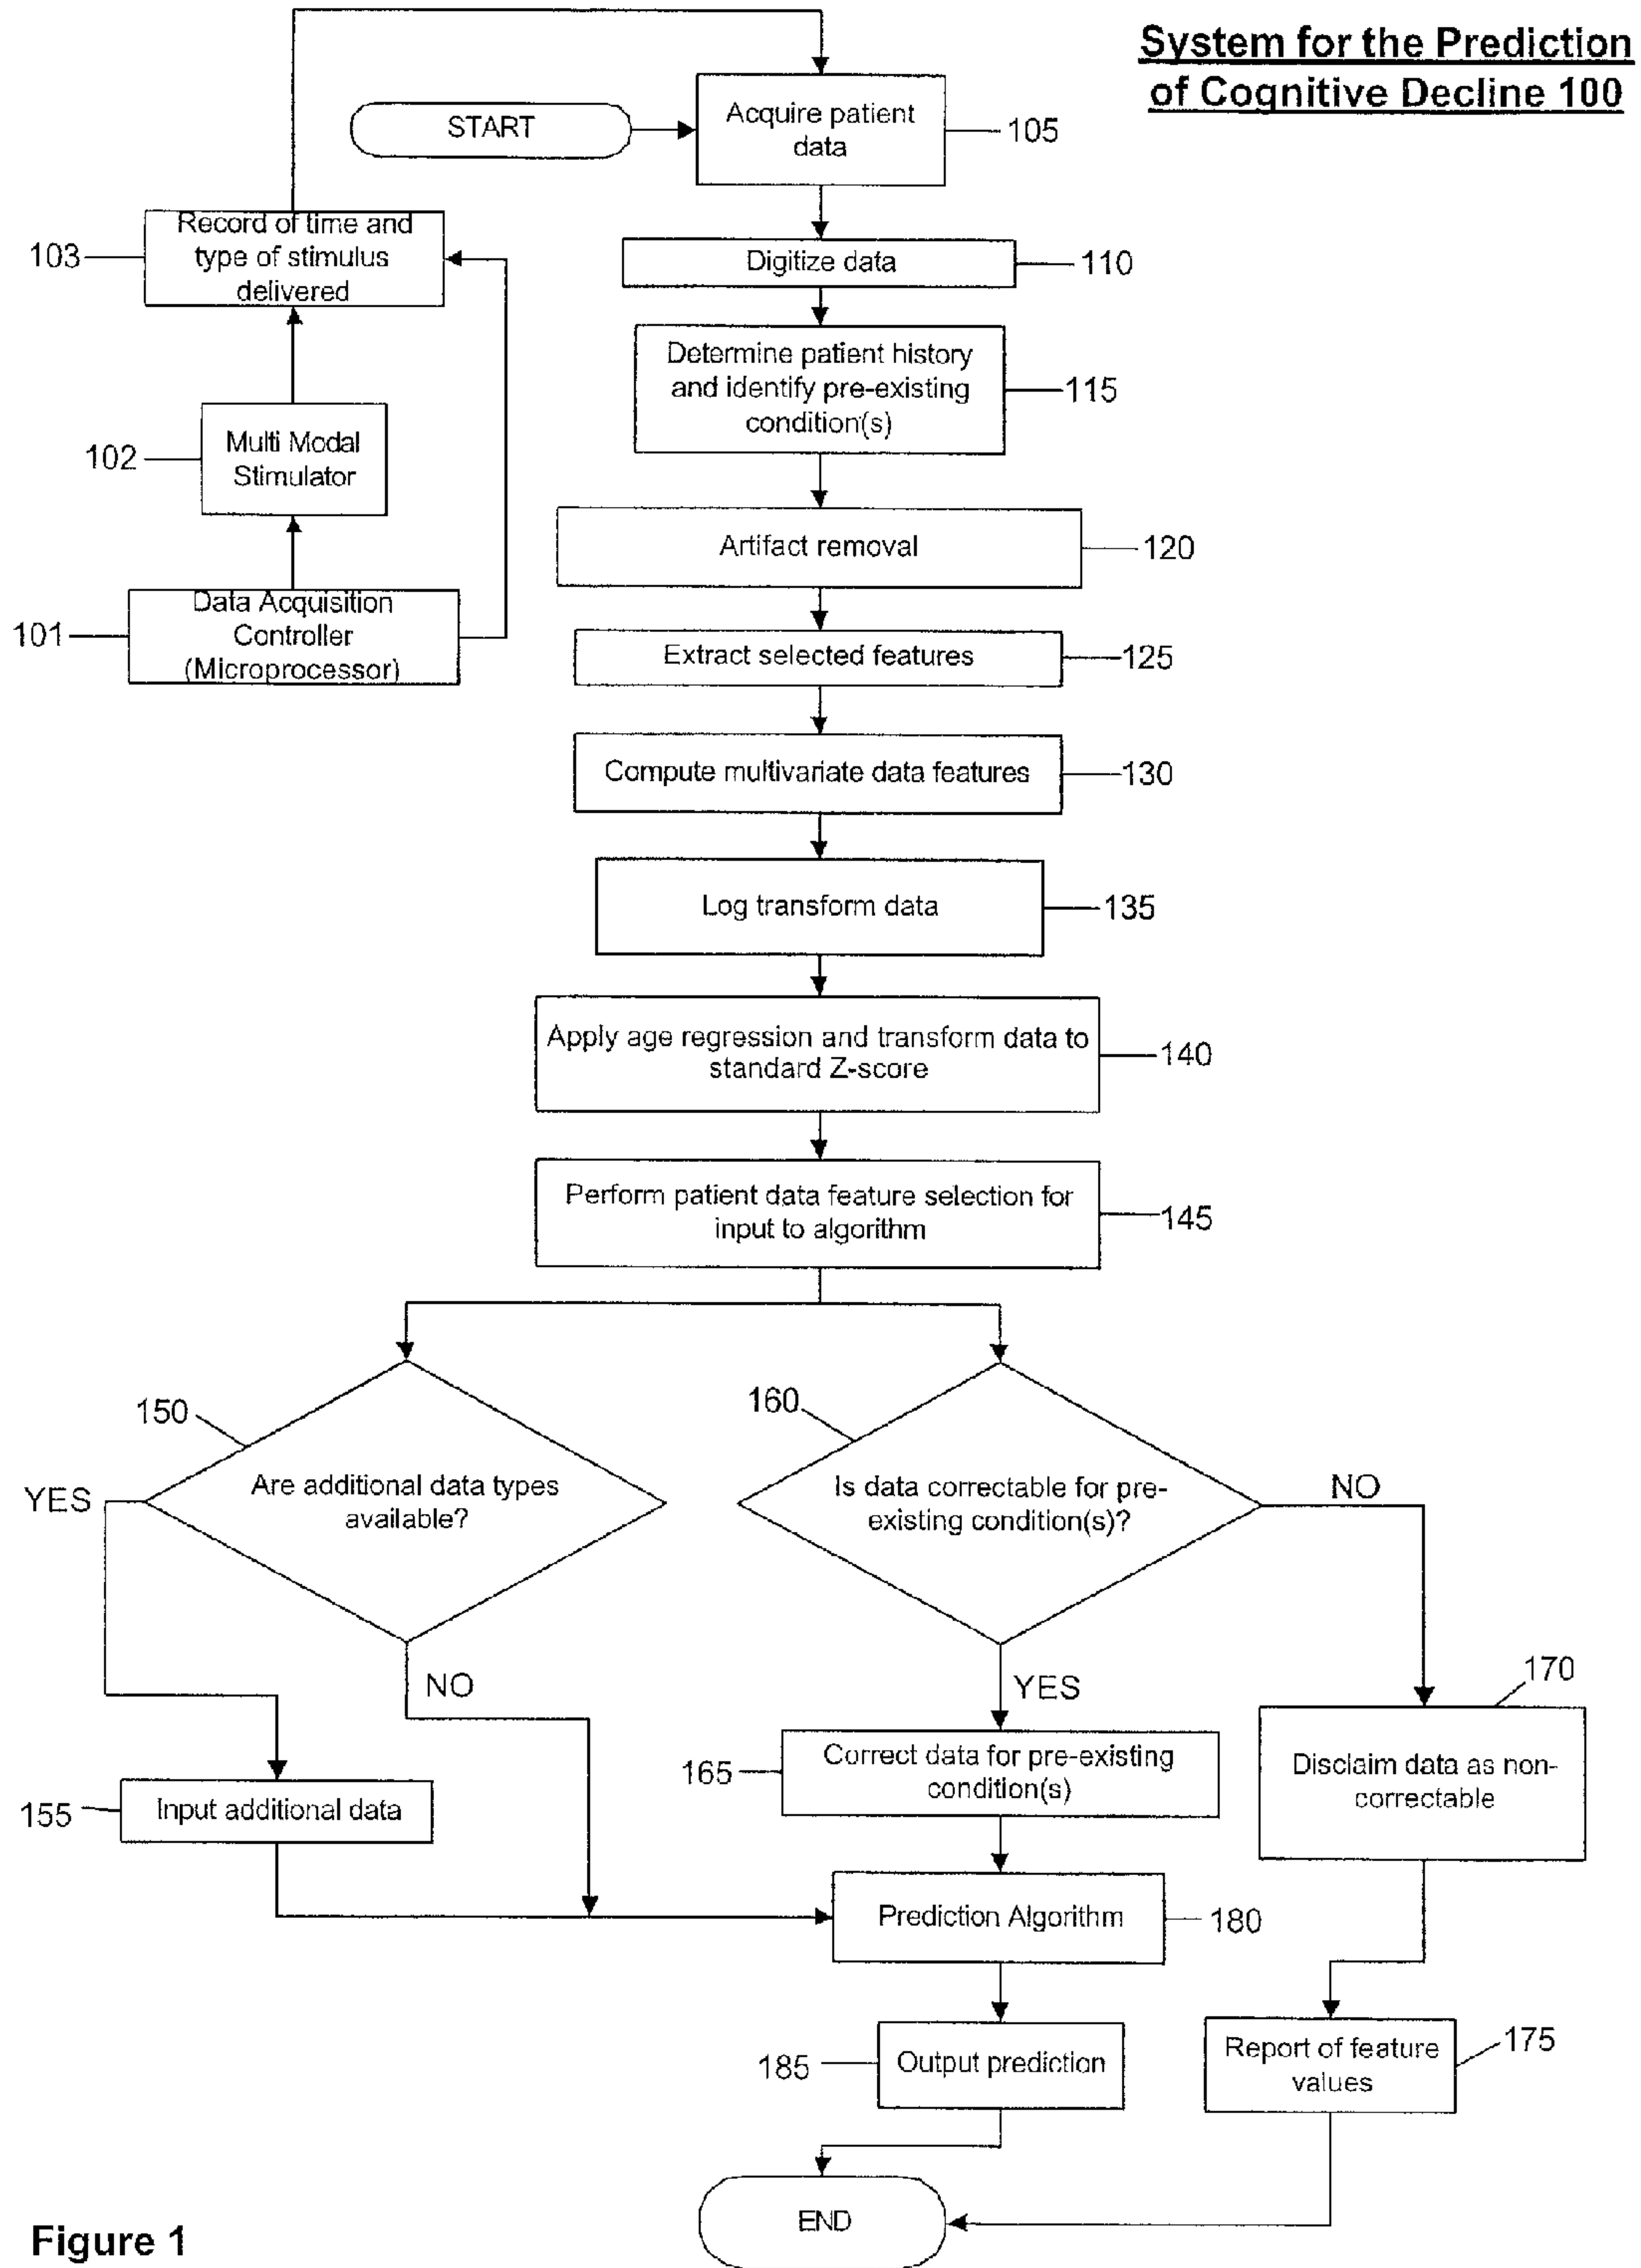 System for the Prediction
of Cognitive Decline 100
START
Acquire patient
data
105
Record of time and
type of stimulus
delivered
103
Digitize data
110
Determine patient history
and identify pre-existing
condition(s)
115
Multi Modal
Stimulator
102
Artifact removal
120
Data Acquisition
Controller
(Microprocessor)
101
Extract selected features
125
Compute multivariate data features
130
Log transform data
135
Apply age regression and transform data to
standard Z-score
140
Perform patient data feature selection for
input to algorithm
145
150
Are additional data types
available?
YES
NO
160
Is data correctable for pre-
existing condition(s)?
NO
YES
170
Disclaim data as non-
correctable
165
Correct data for pre-existing
condition(s)
155
Input additional data
Prediction Algorithm
180
185
Output prediction
Report of feature
values
175
END
Figure 1